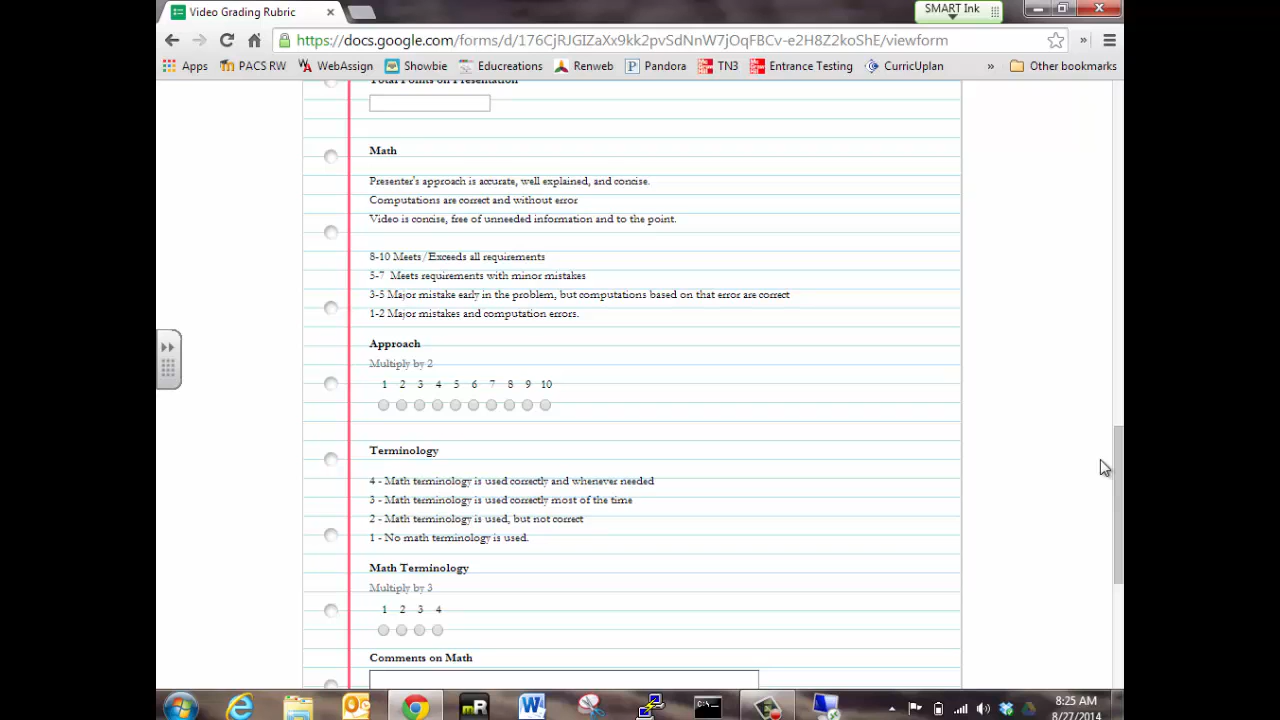 Video Grading Rubric
SMART Ink
https://docs.google.com/forms/d/176CjRJGIZaXx9kk2pvSdNnW7jOqFBCv-e2H8Z2koShE/viewform
Apps PACS RW WebAssign Showbie Educreations Renweb Pandora TN3 Entrance Testing CurricUplan » Other bookmarks
Total Points on Presentation
Math
Presenter's approach is accurate, well explained, and concise.
Computations are correct and without error
Video is concise, free of unneeded information and to the point.
8-10 Meets/Exceeds all requirements
5-7 Meets requirements with minor mistakes
3-5 Major mistake early in the problem, but computations based on that error are correct
1-2 Major mistakes and computation errors.
Approach
Multiply by 2
1 2 3 4 5 6 7 8 9 10
Terminology
4 - Math terminology is used correctly and whenever needed
3 - Math terminology is used correctly most of the time
2 - Math terminology is used, but not correct
1 - No math terminology is used.
Math Terminology
Multiply by 3
1 2 3 4
Comments on Math
mR
8:25 AM
8/27/2014